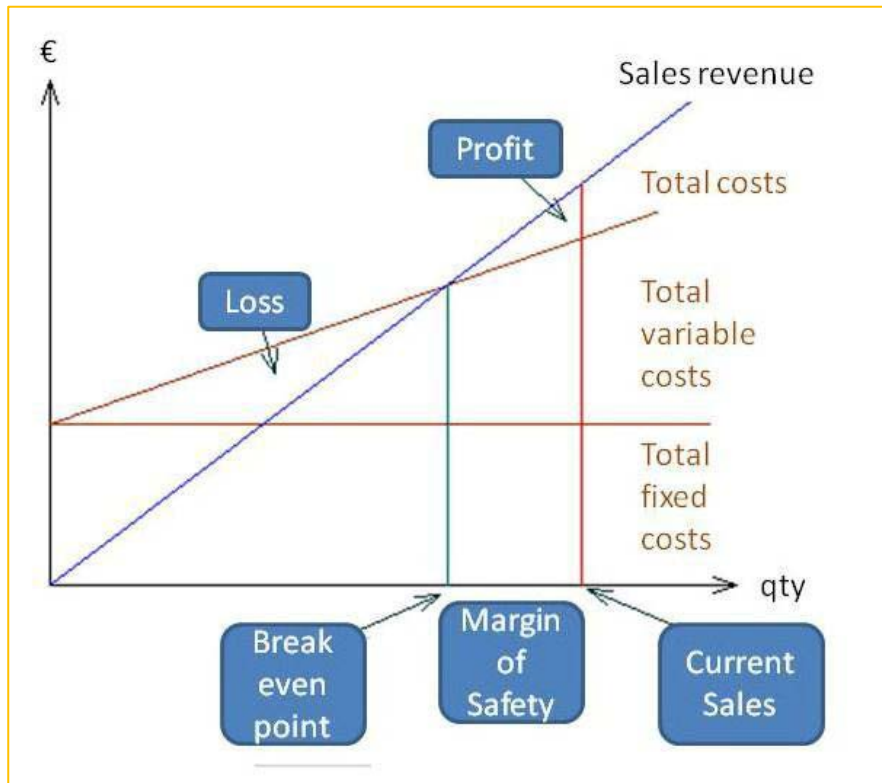 €
Sales revenue
Profit
Total costs
Loss
Total
variable
costs
Total
fixed
costs
qty
Break
even
point
Margin
of
Safety
Current
Sales